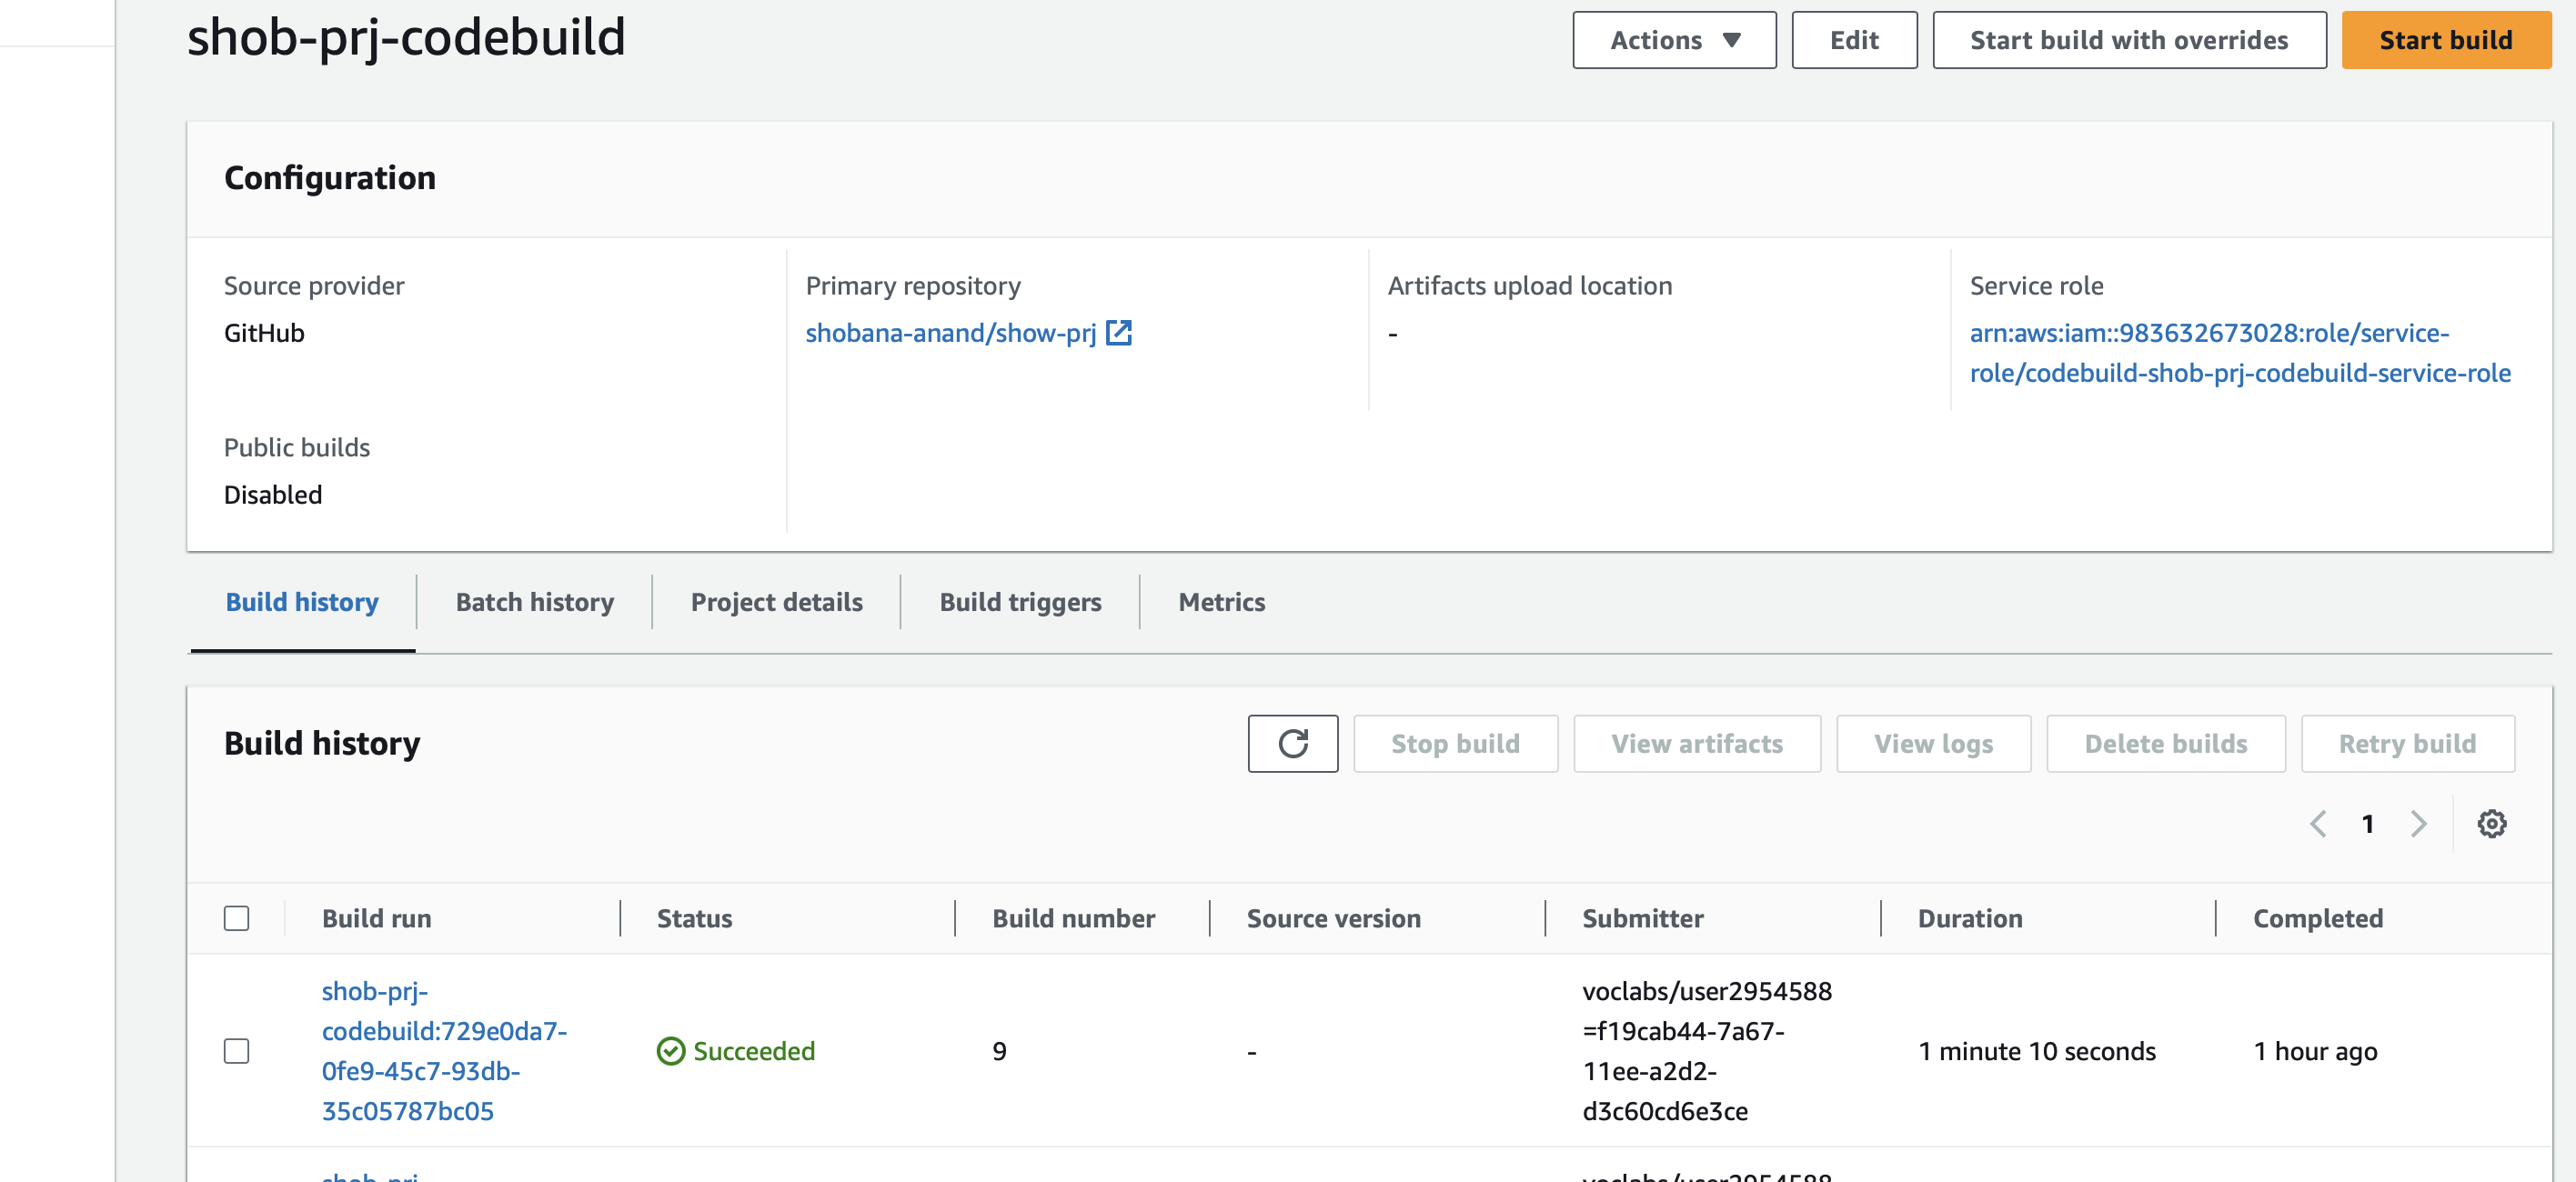 shob-prj-codebuild
Actions
Edit
Start build with overrides
Start build
Configuration
Source provider
GitHub
Primary repository
shobana-anand/show-prj
Artifacts upload location
-
Service role
arn:aws:iam::983632673028:role/service-
role/codebuild-shob-prj-codebuild-service-role
Public builds
Disabled
Build history
Batch history
Project details
Build triggers
Metrics
Build history
Stop build
View artifacts
View logs
Delete builds
Retry build
1
Build run
Status
Build number
Source version
Submitter
Duration
Completed
shob-prj-
codebuild:729e0da7-
0fe9-45c7-93db-
35c05787bc05
Succeeded
9
-
voclabs/user2954588
=f19cab44-7a67-
11ee-a2d2-
d3c60cd6e3ce
1 minute 10 seconds
1 hour ago
shob-prj-
voclabs/user2954588